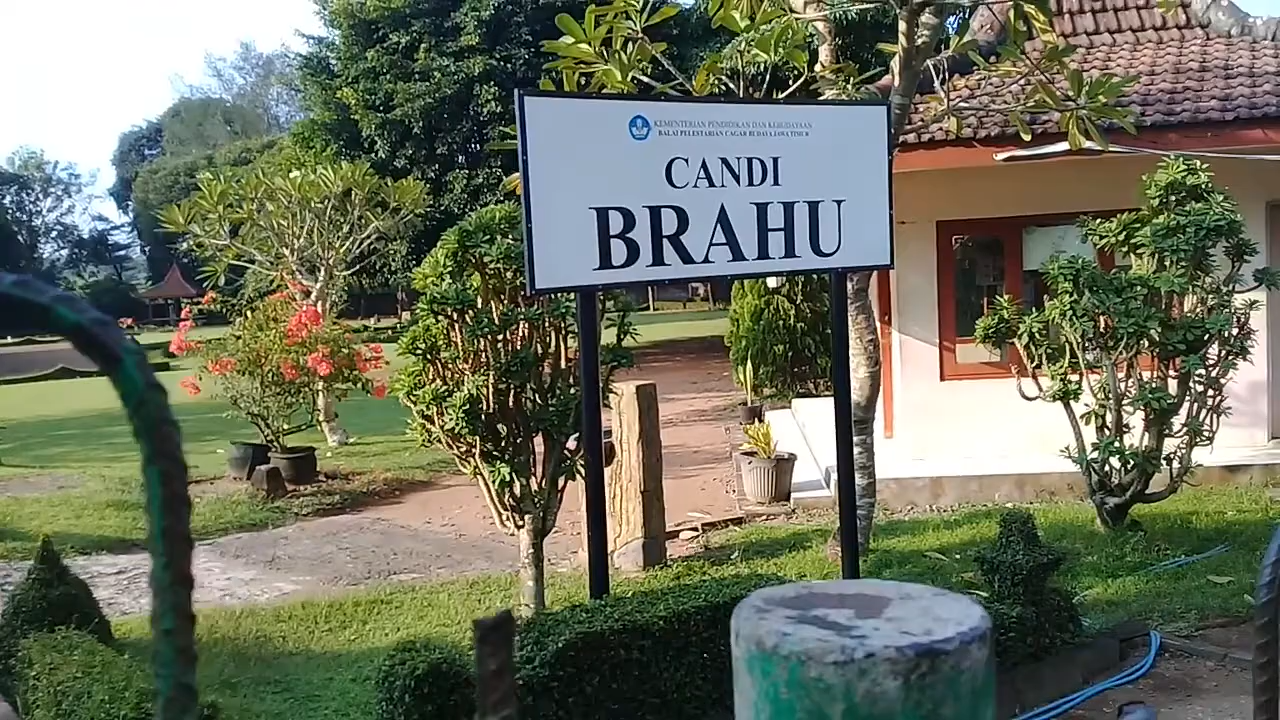 KEMENTERIAN PENDIDIKAN DAN KEBUDAYAAN
BALAI PELESTARIAN CAGAR BUDAYA JAWA TIMUR
CANDI
BRAHU